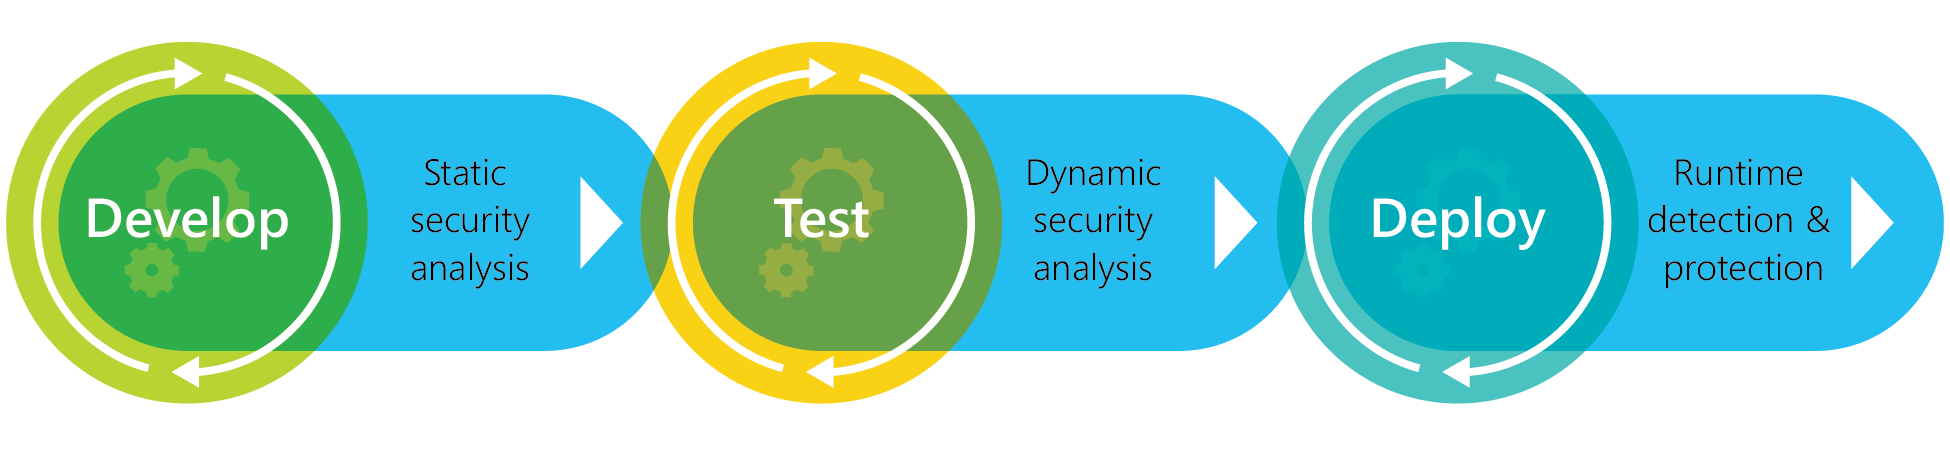 Develop
Static
security
analysis
Test
Dynamic
security
analysis
Deploy
Runtime
detection &
protection